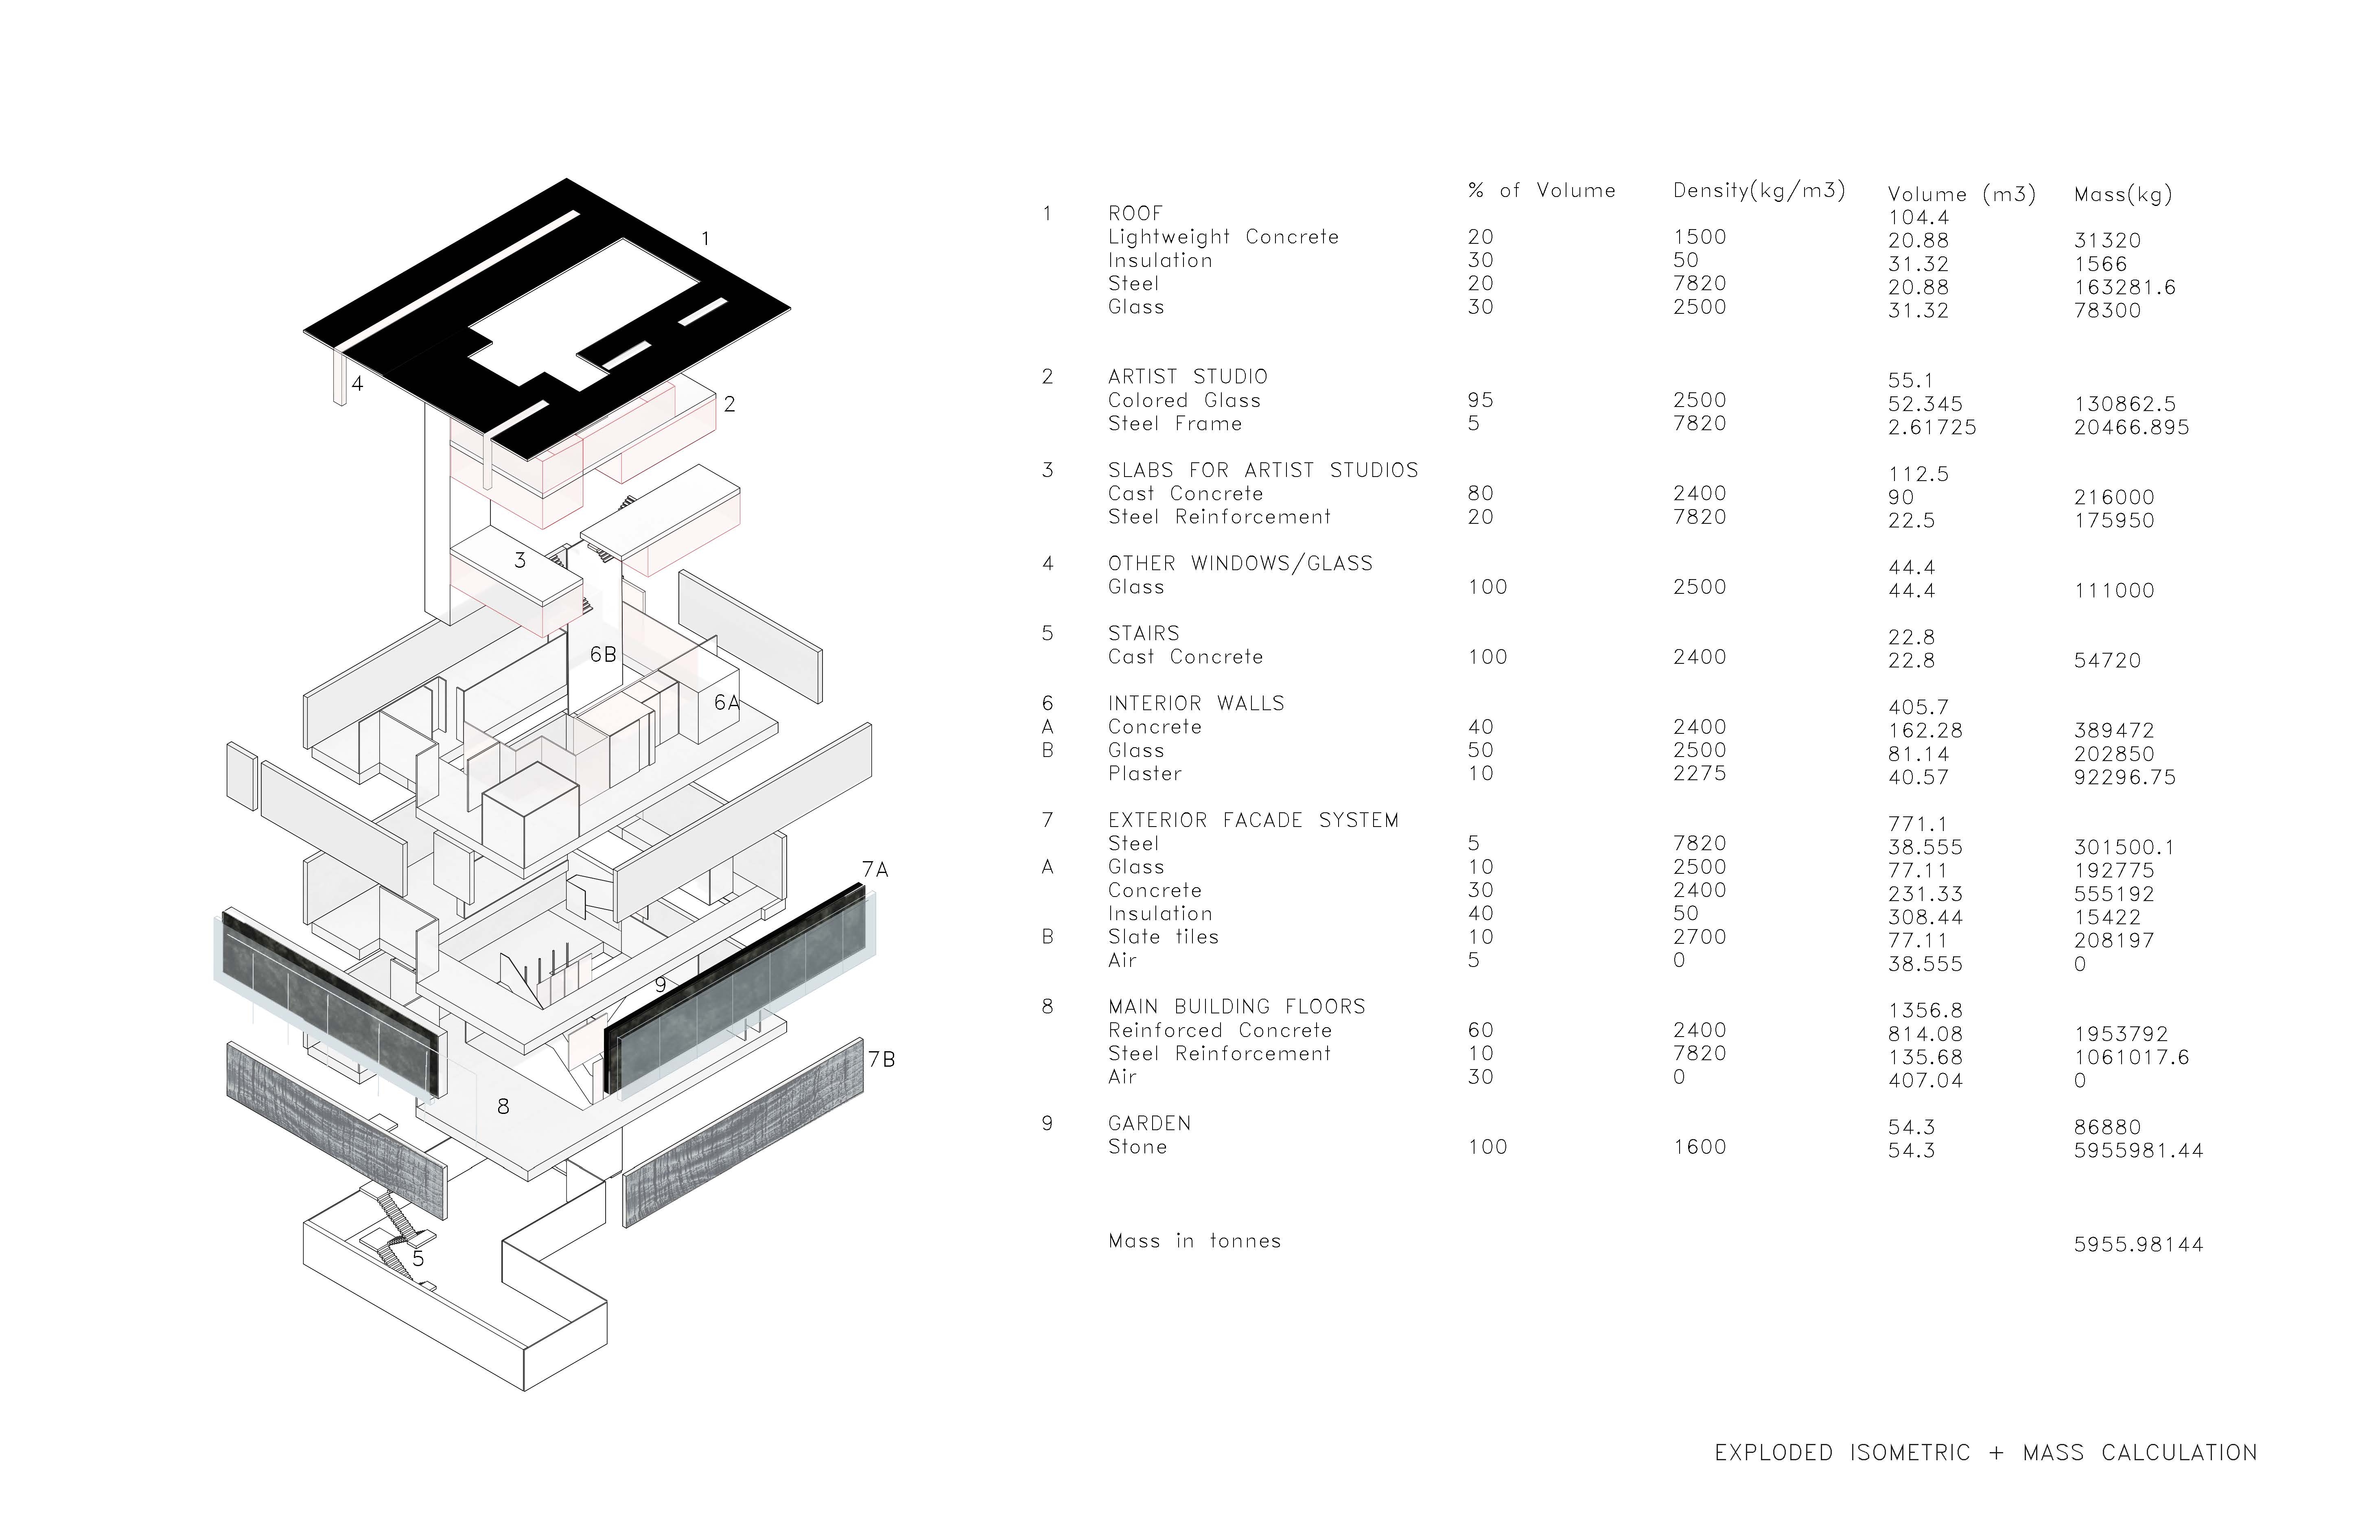 % of Volume Density(kg/m3) Volume (m3) Mass(kg)
1 ROOF 104.4
Lightweight Concrete 20 1500 20.88 31320
Insulation 30 50 31.32 1566
Steel 20 7820 20.88 163281.6
Glass 30 2500 31.32 78300
2 ARTIST STUDIO 55.1
Colored Glass 95 2500 52.345 130862.5
Steel Frame 5 7820 2.61725 20466.895
3 SLABS FOR ARTIST STUDIOS 112.5
Cast Concrete 80 2400 90 216000
Steel Reinforcement 20 7820 22.5 175950
4 OTHER WINDOWS/GLASS 44.4
Glass 100 2500 44.4 111000
5 STAIRS 22.8
Cast Concrete 100 2400 22.8 54720
6 INTERIOR WALLS 405.7
A Concrete 40 2400 162.28 389472
B Glass 50 2500 81.14 202850
Plaster 10 2275 40.57 92296.75
7 EXTERIOR FACADE SYSTEM 771.1
Steel 5 7820 38.555 301500.1
A Glass 10 2500 77.11 192775
Concrete 30 2400 231.33 555192
Insulation 40 50 308.44 15422
B Slate tiles 10 2700 77.11 208197
Air 5 0 38.555 0
8 MAIN BUILDING FLOORS 1356.8
Reinforced Concrete 60 2400 814.08 1953792
Steel Reinforcement 10 7820 135.68 1061017.6
Air 30 0 407.04 0
9 GARDEN 54.3 86880
Stone 100 1600 54.3 5955981.44
Mass in tonnes 5955.98144
1
4
2
3
6B
6A
7A
9
7B
8
5
EXPLODED ISOMETRIC + MASS CALCULATION